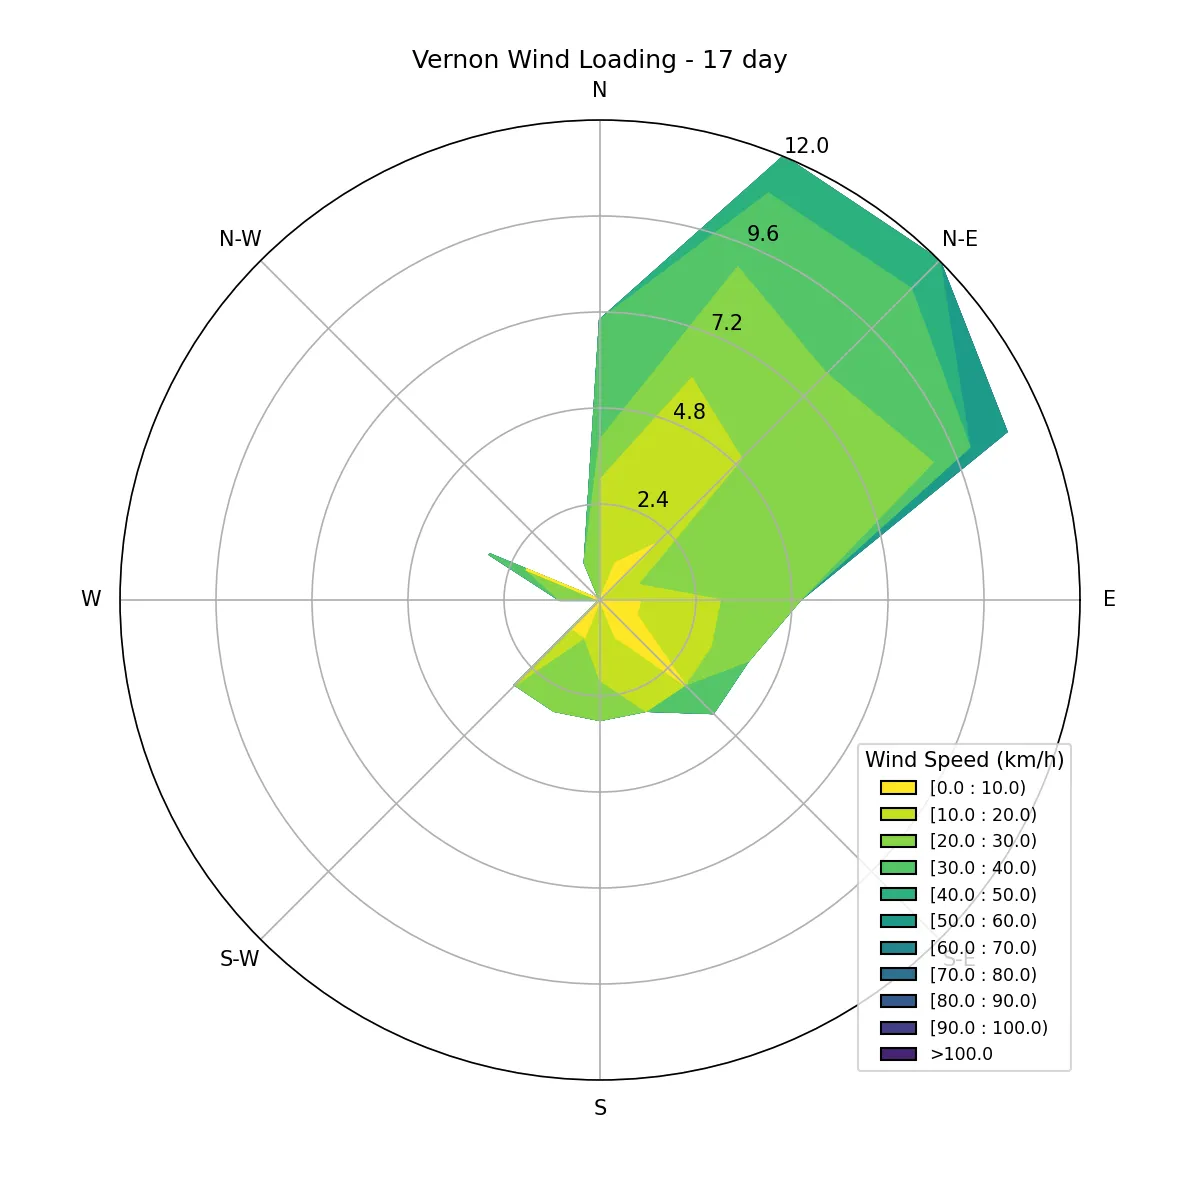 Vernon Wind Loading - 17 day
N
12.0
N-W
9.6
N-E
7.2
4.8
2.4
W
E
S-W
S-E
S
Wind Speed (km/h)
[0.0 : 10.0)
[10.0 : 20.0)
[20.0 : 30.0)
[30.0 : 40.0)
[40.0 : 50.0)
[50.0 : 60.0)
[60.0 : 70.0)
[70.0 : 80.0)
[80.0 : 90.0)
[90.0 : 100.0)
>100.0